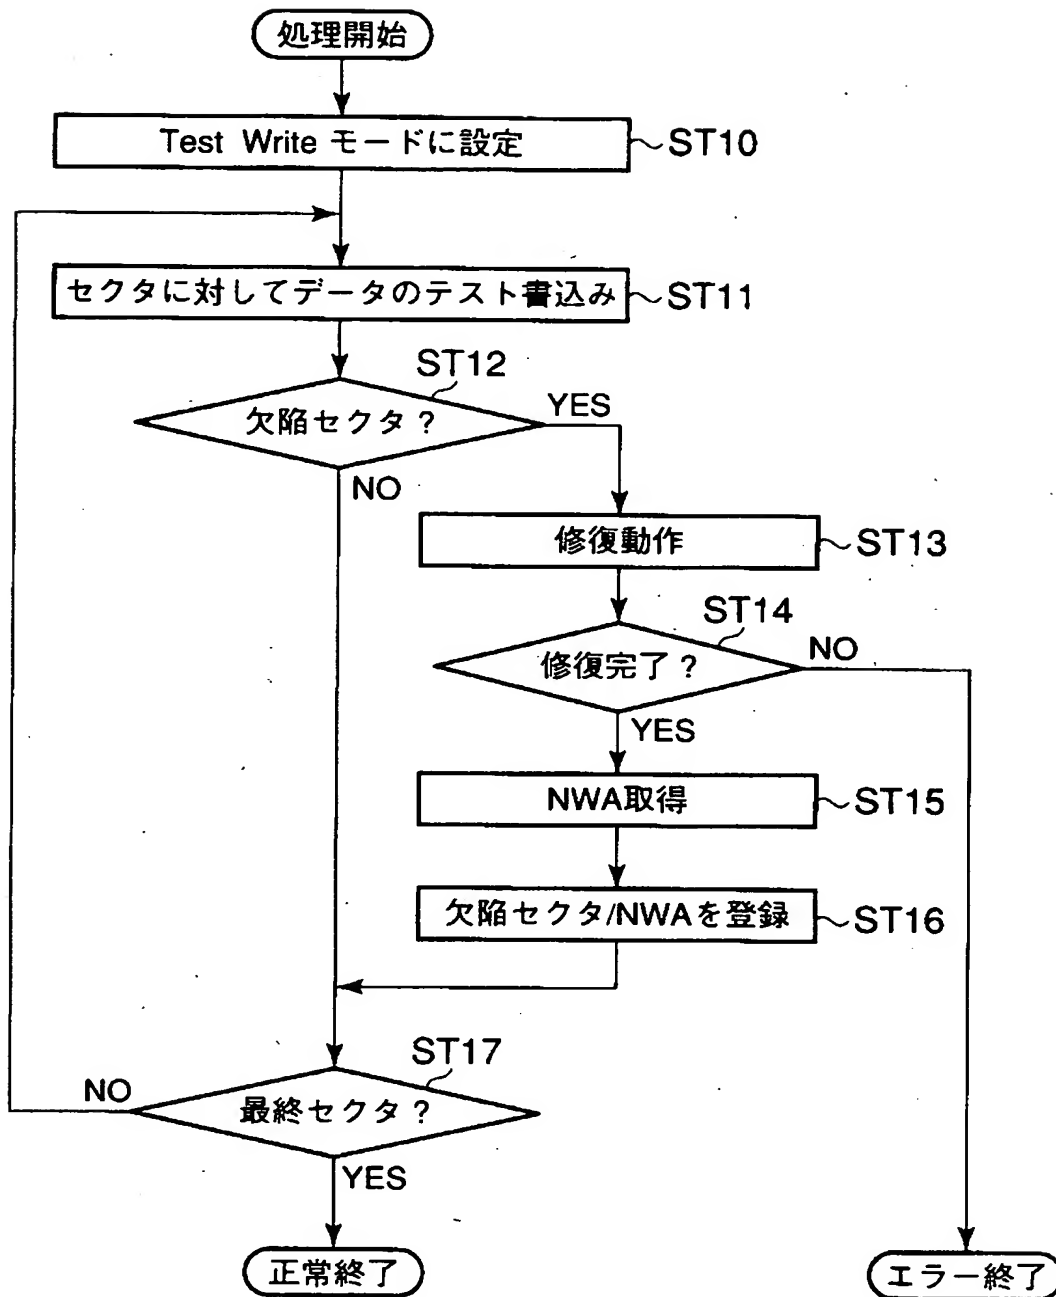 処理開始
Test Write モードに設定
ST10
セクタに対してデータのテスト書込み
ST11
ST12
欠陥セクタ？
YES
NO
修復動作
ST13
ST14
修復完了？
NO
YES
NWA取得
ST15
欠陥セクタ/NWAを登録
ST16
ST17
最終セクタ？
NO
YES
正常終了
エラー終了